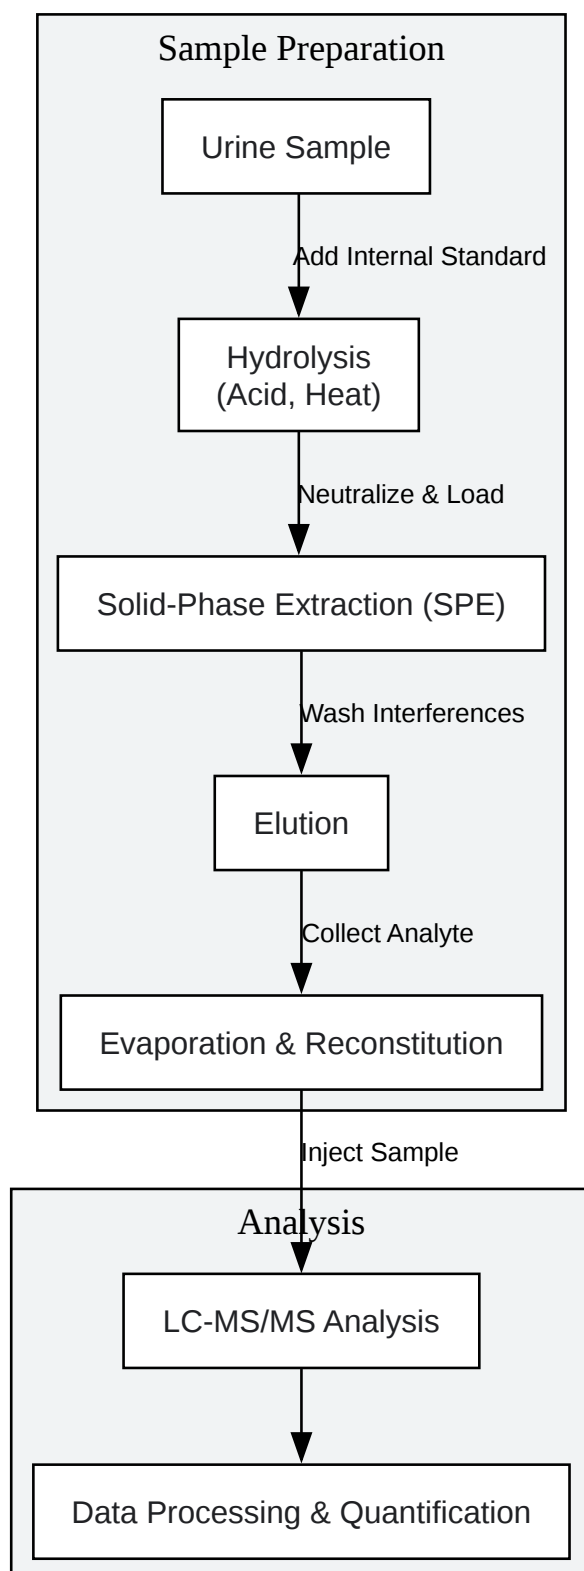 Sample Preparation
Urine Sample
Add Internal Standard
Hydrolysis
(Acid, Heat)
Neutralize & Load
Solid-Phase Extraction (SPE)
Wash Interferences
Elution
Collect Analyte
Evaporation & Reconstitution
Inject Sample
Analysis
LC-MS/MS Analysis
Data Processing & Quantification